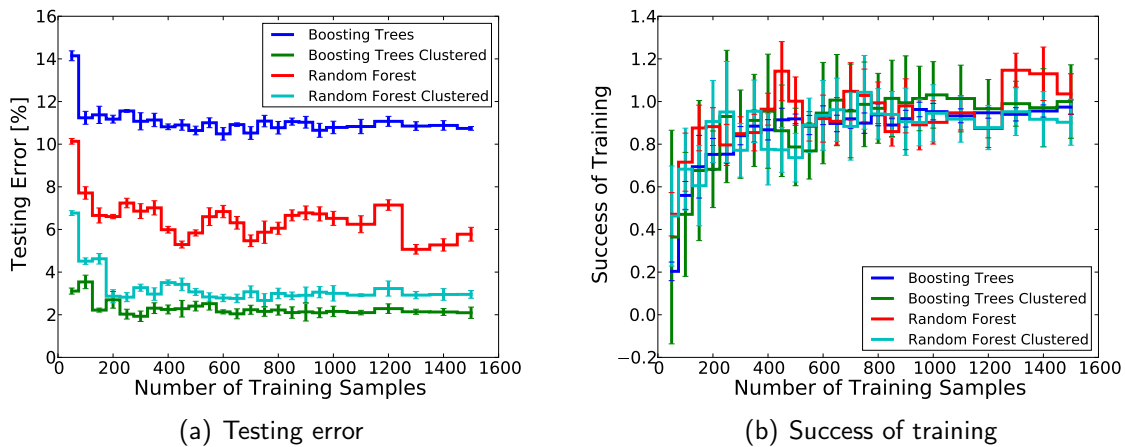 16
14
12
10
8
6
4
2
0
Testing Error [%]
Boosting Trees
Boosting Trees Clustered
Random Forest
Random Forest Clustered
0 200 400 600 800 1000 1200 1400 1600
Number of Training Samples
(a) Testing error
1.4
1.2
1.0
0.8
0.6
0.4
0.2
0.0
−0.2
Success of Training
Boosting Trees
Boosting Trees Clustered
Random Forest
Random Forest Clustered
0 200 400 600 800 1000 1200 1400 1600
Number of Training Samples
(b) Success of training